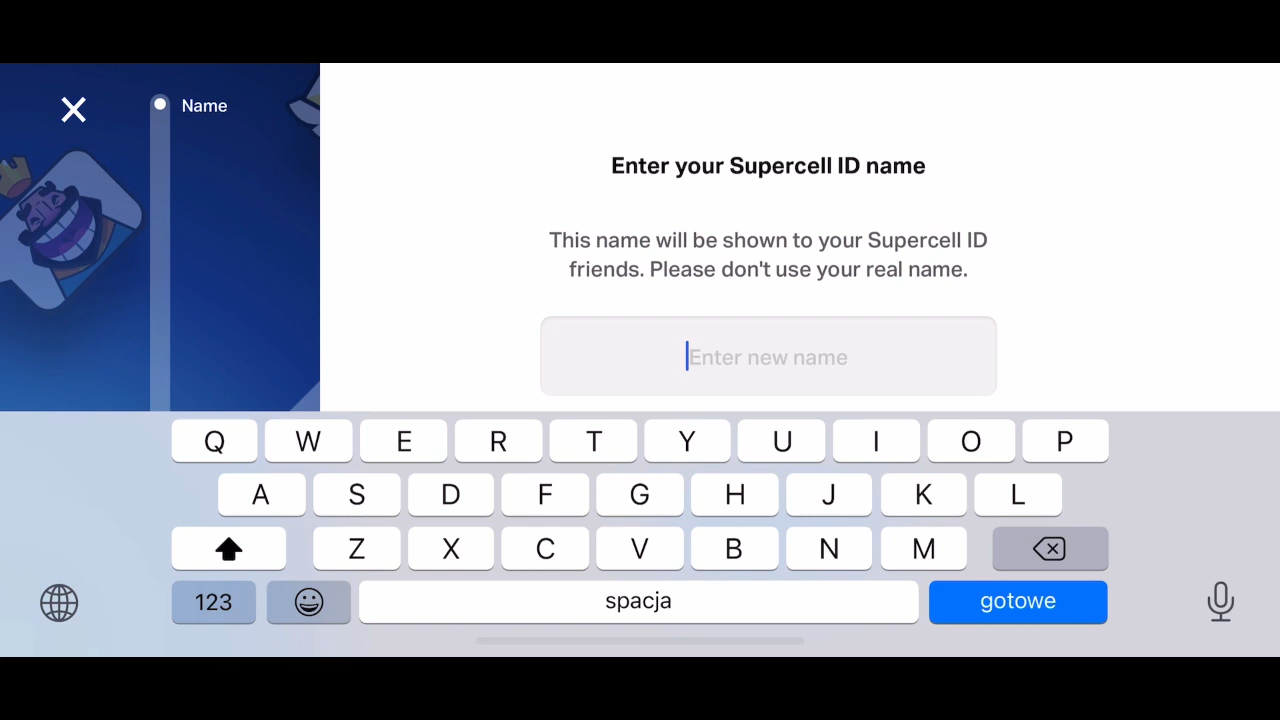 Name
Enter your Supercell ID name
This name will be shown to your Supercell ID
friends. Please don't use your real name.
Enter new name
Q W E R T Y U I O P
A S D F G H J K L
Z X C V B N M
123 spacja gotowe